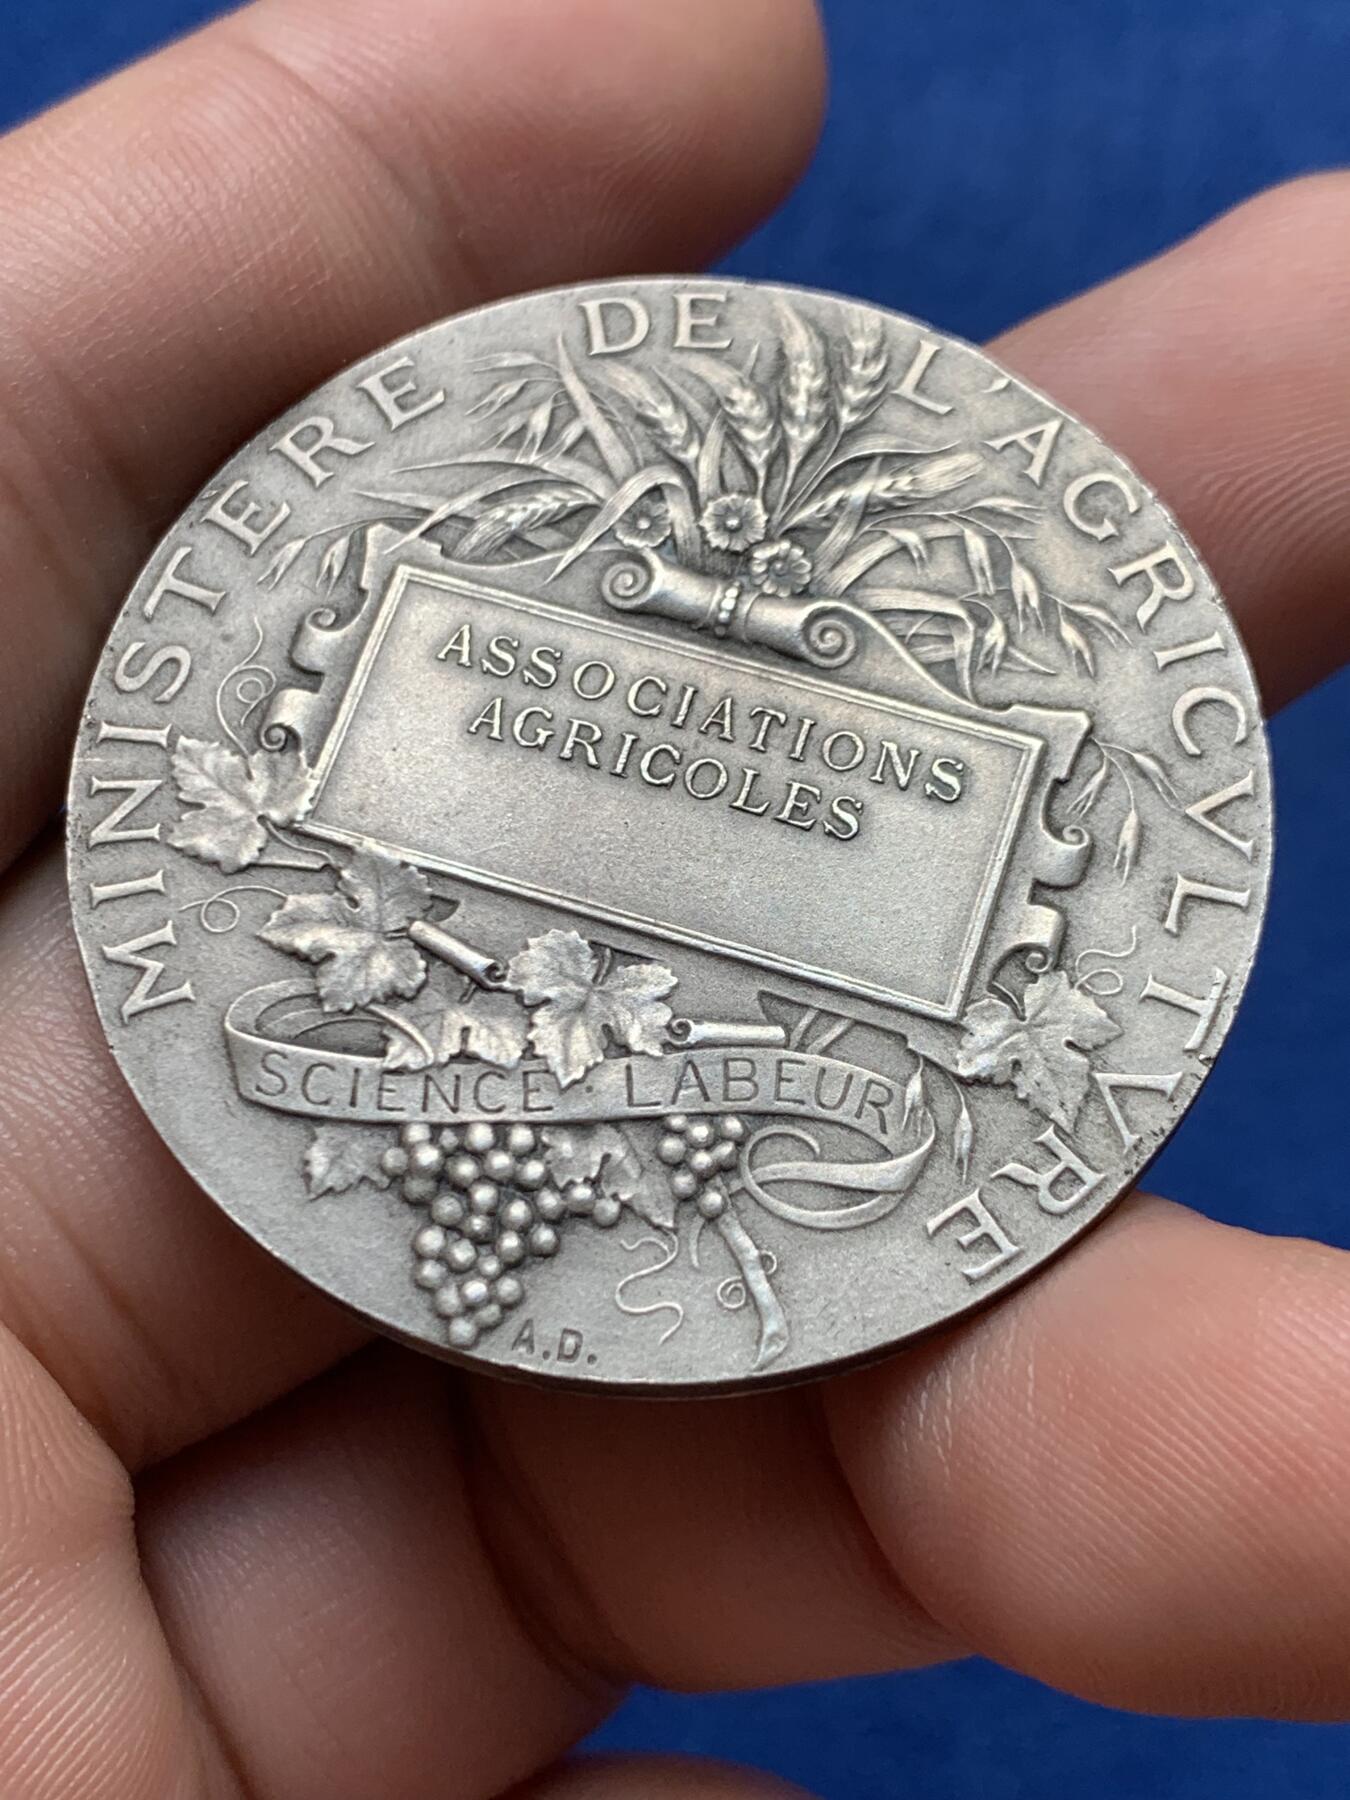 MINISTÈRE DE L'AGRICVLTVRE
ASSOCIATIONS
AGRICOLES
SCIENCE · LABEUR
A.D.